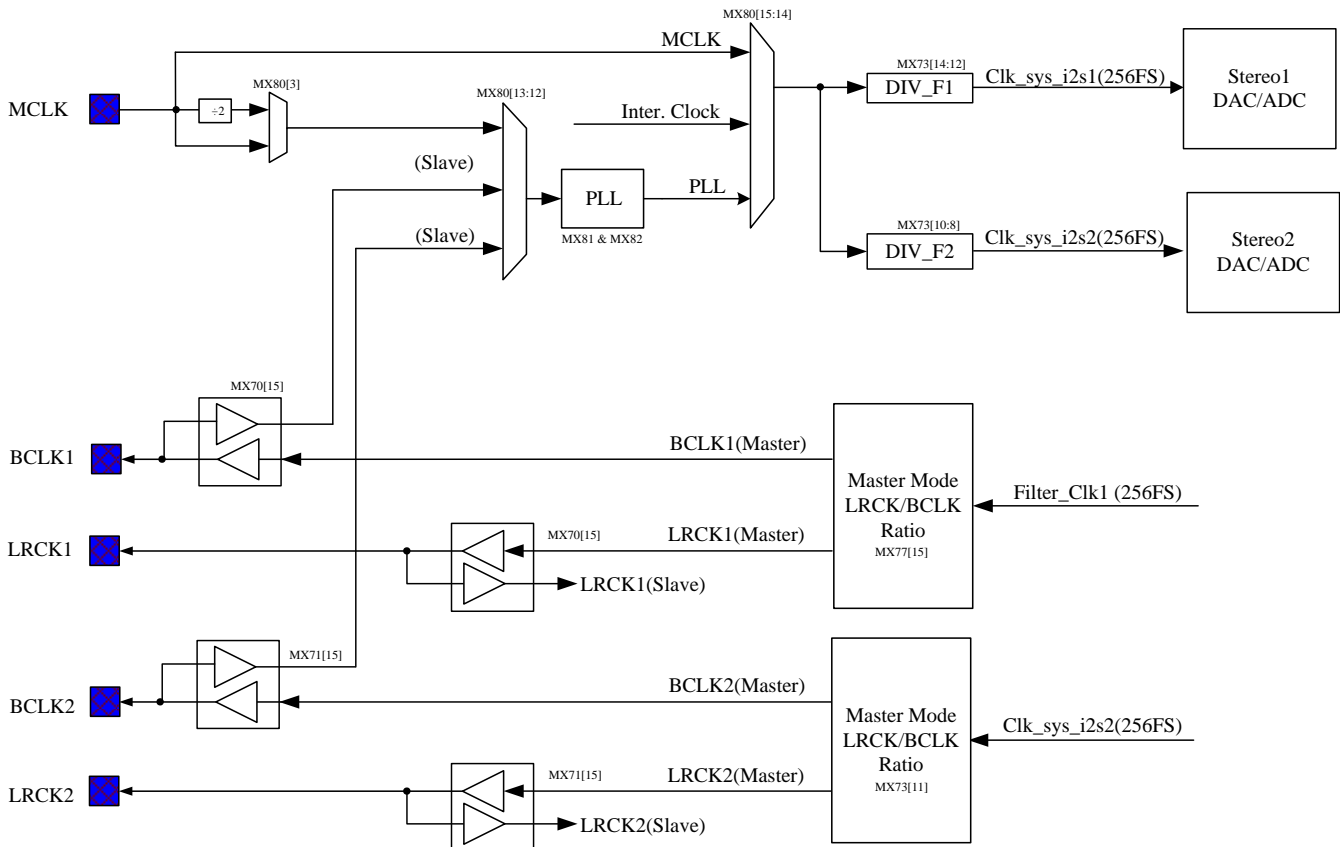 MX80[15:14]
MCLK
MX73[14:12]
Clk_sys_i2s1(256FS)
Stereo1
DAC/ADC
DIV_F1
MX80[3]
MX80[13:12]
MCLK
÷2
Inter. Clock
(Slave)
PLL
PLL
MX81 & MX82
(Slave)
MX73[10:8]
Clk_sys_i2s2(256FS)
DIV_F2
Stereo2
DAC/ADC
MX70[15]
BCLK1
BCLK1(Master)
Master Mode
LRCK/BCLK
Ratio
MX77[15]
Filter_Clk1 (256FS)
LRCK1
MX70[15]
LRCK1(Master)
LRCK1(Slave)
MX71[15]
BCLK2
BCLK2(Master)
Master Mode
LRCK/BCLK
Ratio
MX73[11]
Clk_sys_i2s2(256FS)
LRCK2
MX71[15]
LRCK2(Master)
LRCK2(Slave)